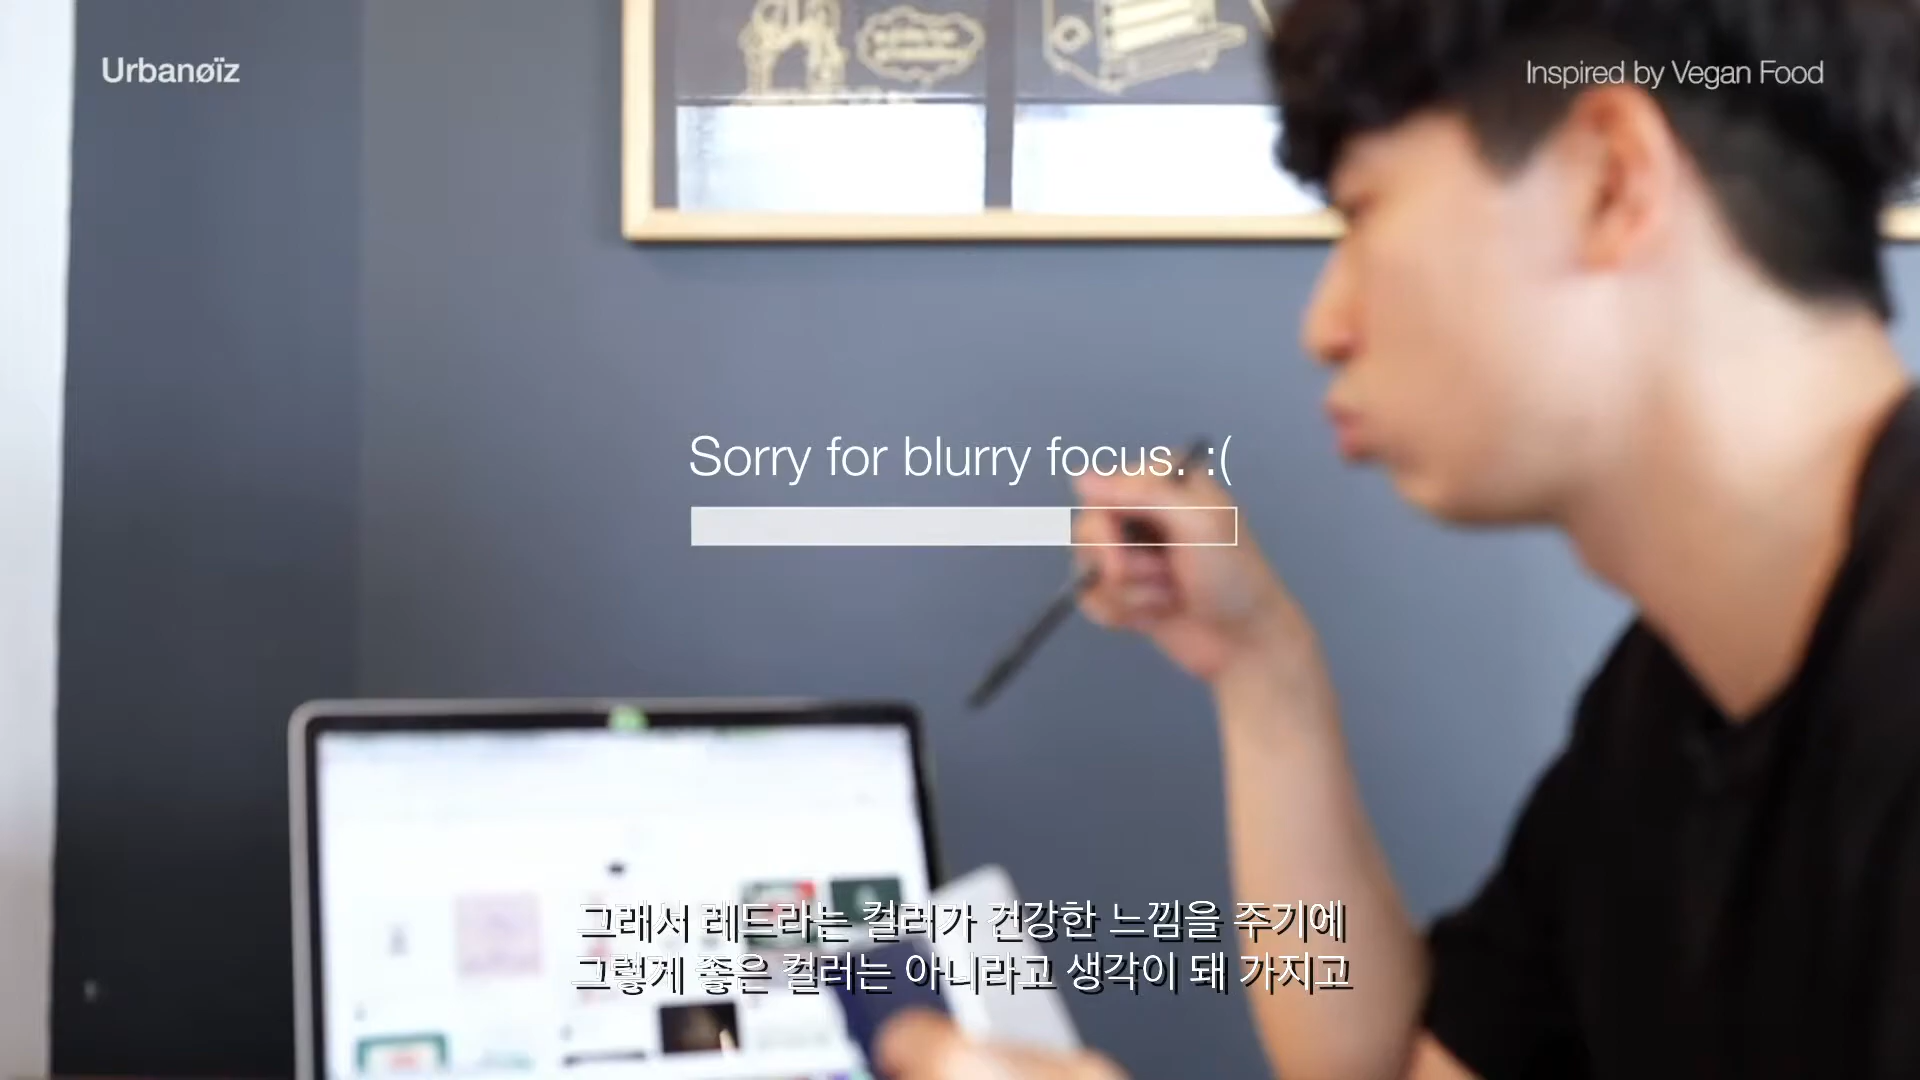 Urbanøïz
Inspired by Vegan Food
Sorry for blurry focus. :(
그래서 레드라는 컬러가 건강한 느낌을 주기에
그렇게 좋은 컬러는 아니라고 생각이 돼 가지고